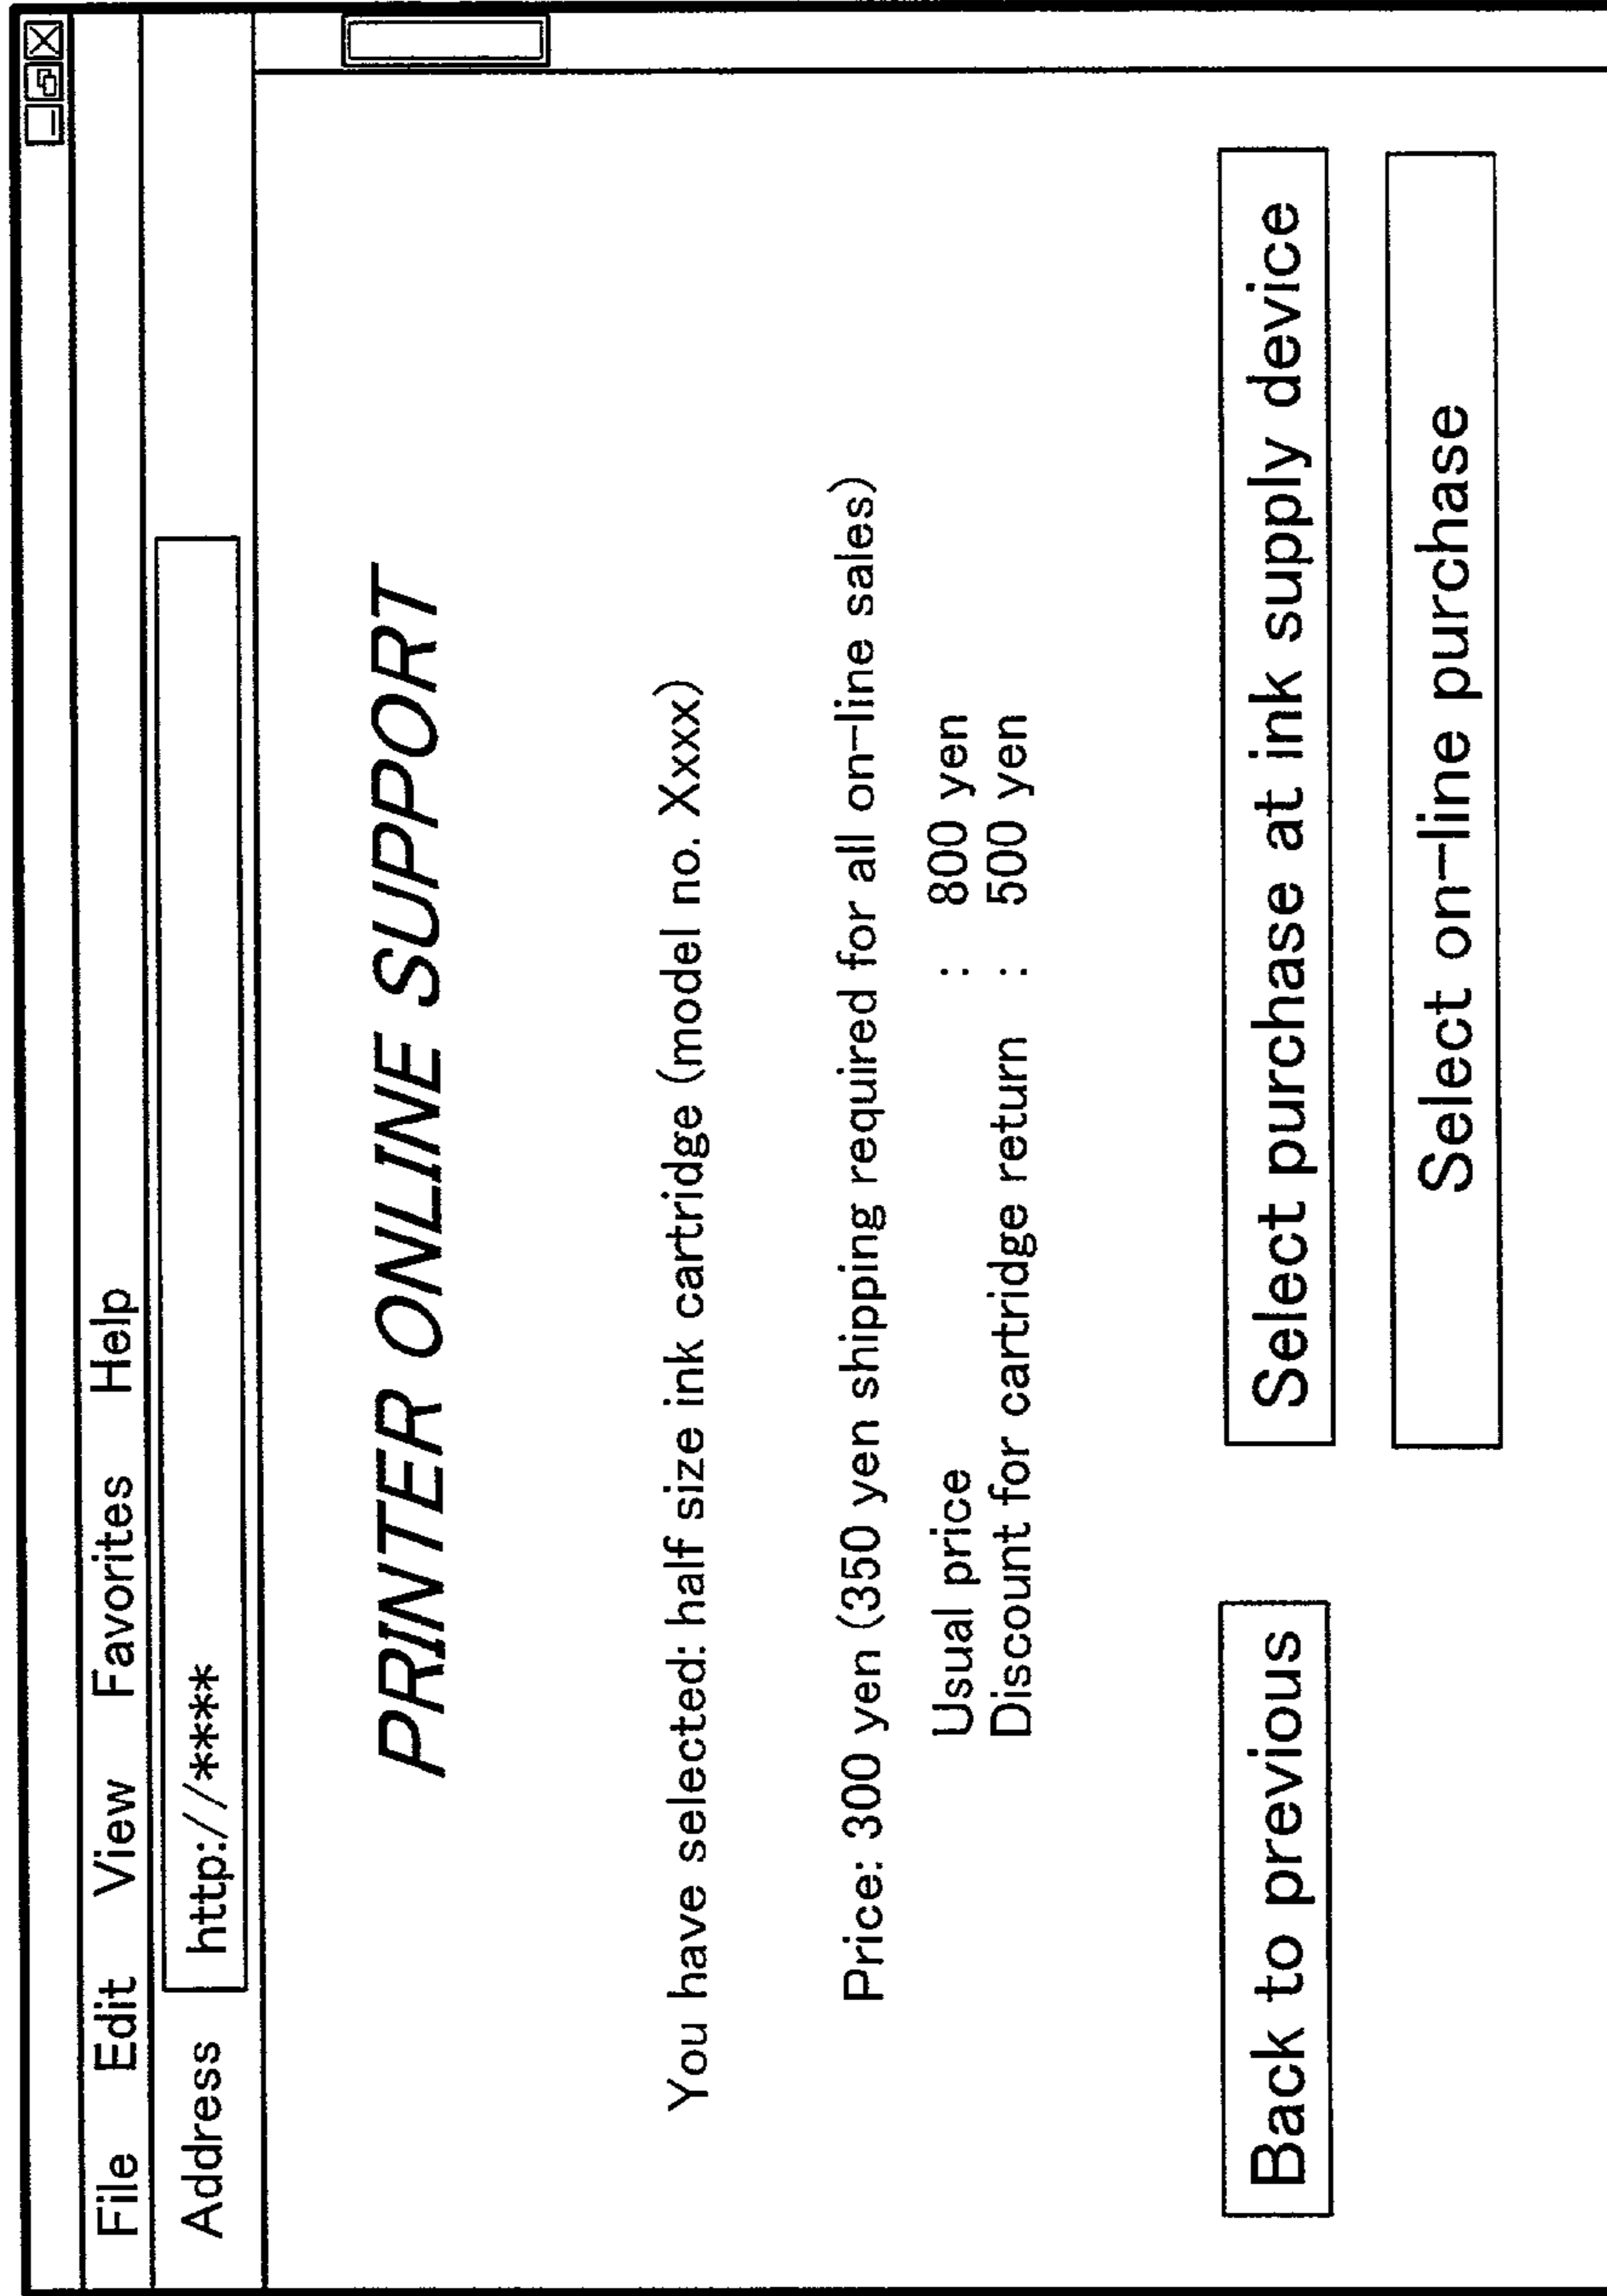 File Edit View Favorites Help
Address http://****
PRINTER ONLINE SUPPORT
You have selected: half size ink cartridge (model no. Xxxx)
Price: 300 yen (350 yen shipping required for all on-line sales)
Usual price : 800 yen
Discount for cartridge return : 500 yen
Back to previous Select purchase at ink supply device
Select on-line purchase